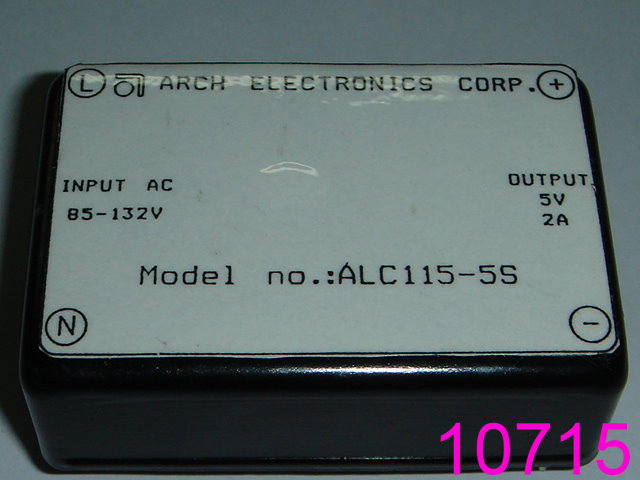 L ARCH ELECTRONICS CORP. +
INPUT AC
85-132V
OUTPUT
5V
2A
Model no.:ALC115-5S
N −
10715